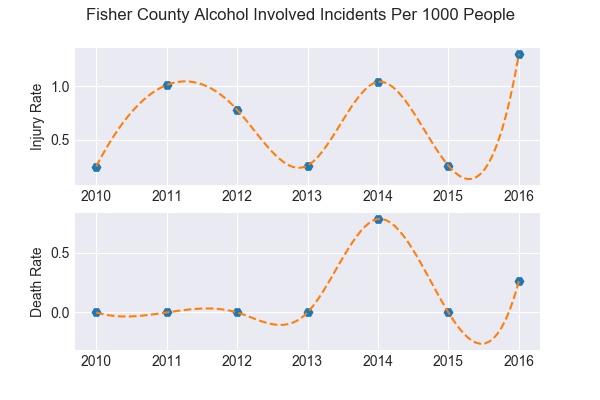 Fisher County Alcohol Involved Incidents Per 1000 People
Injury Rate
1.0
0.5
2010 2011 2012 2013 2014 2015 2016
Death Rate
0.5
0.0
2010 2011 2012 2013 2014 2015 2016